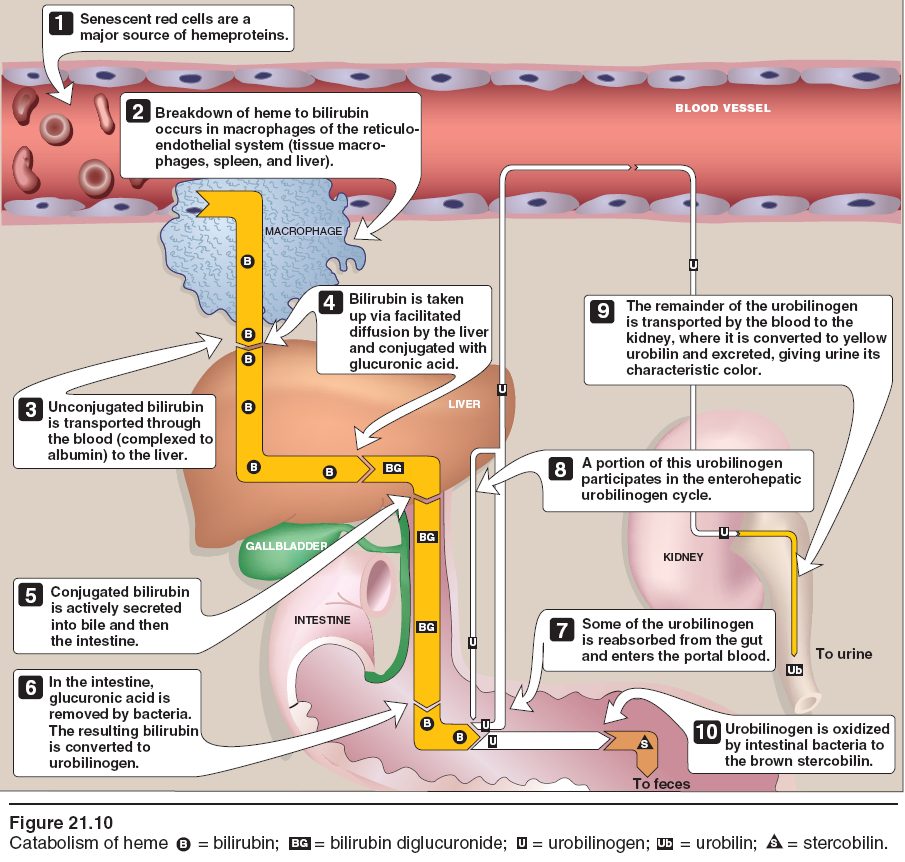 1 Senescent red cells are a
major source of hemeproteins.
BLOOD VESSEL
2 Breakdown of heme to bilirubin
occurs in macrophages of the reticulo-
endothelial system (tissue macro-
phages, spleen, and liver).
MACROPHAGE
B
U
4 Bilirubin is taken
up via facilitated
diffusion by the liver
and conjugated with
glucuronic acid.
9 The remainder of the urobilinogen
is transported by the blood to the
kidney, where it is converted to yellow
urobilin and excreted, giving urine its
characteristic color.
B
B
U
LIVER
3 Unconjugated bilirubin
is transported through
the blood (complexed to
albumin) to the liver.
B
B
B
BG
8 A portion of this urobilinogen
participates in the enterohepatic
urobilinogen cycle.
BG
GALLBLADDER
U
KIDNEY
5 Conjugated bilirubin
is actively secreted
into bile and then
the intestine.
INTESTINE
BG
U
7 Some of the urobilinogen
is reabsorbed from the gut
and enters the portal blood.
To urine
Ub
6 In the intestine,
glucuronic acid is
removed by bacteria.
The resulting bilirubin
is converted to
urobilinogen.
B
B
U
U
S
10 Urobilinogen is oxidized
by intestinal bacteria to
the brown stercobilin.
To feces
Figure 21.10
Catabolism of heme B = bilirubin; BG = bilirubin diglucuronide; U = urobilinogen; Ub = urobilin; S = stercobilin.